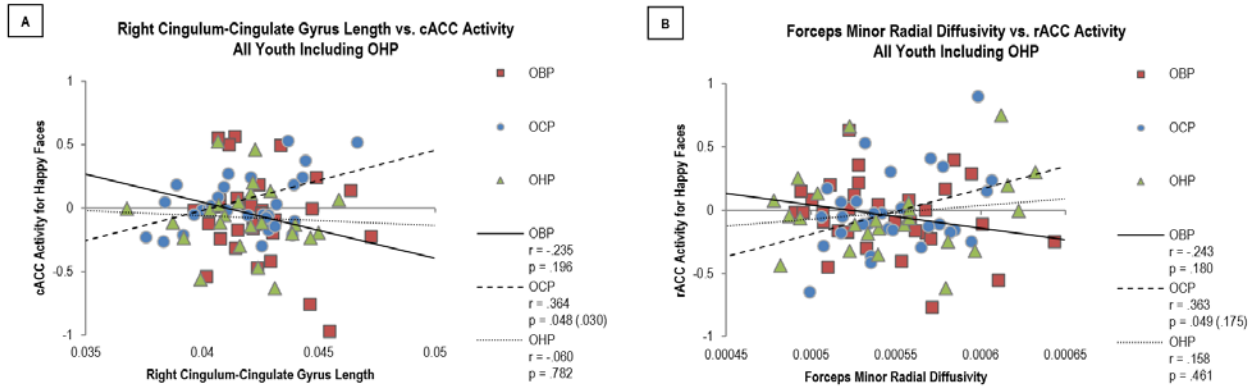 A
Right Cingulum-Cingulate Gyrus Length vs. cACC Activity
All Youth Including OHP
OBP
OCP
OHP
OBP
r = -.235
p = .196
OCP
r = .364
p = .048 (.030)
OHP
r = -.060
p = .782
1
0.5
0
-0.5
-1
cACC Activity for Happy Faces
0.035
0.04
0.045
0.05
Right Cingulum-Cingulate Gyrus Length
B
Forceps Minor Radial Diffusivity vs. rACC Activity
All Youth Including OHP
OBP
OCP
OHP
OBP
r = -.243
p = .180
OCP
r = .363
p = .049 (.175)
OHP
r = .158
p = .461
1
0.5
0
-0.5
-1
rACC Activity for Happy Faces
0.00045
0.0005
0.00055
0.0006
0.00065
Forceps Minor Radial Diffusivity